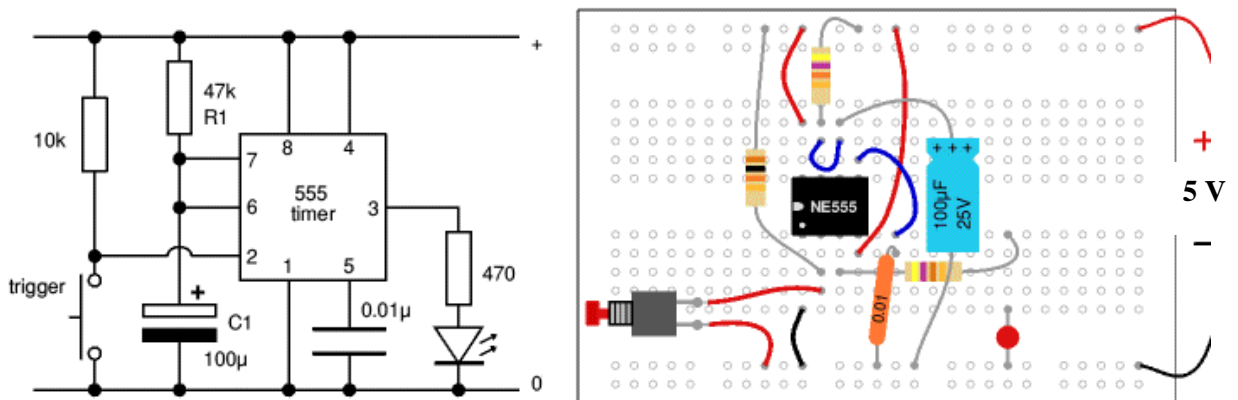 +
47k
R1
10k
7
8
4
555
timer
6
3
2
trigger
1
5
470
+
0.01µ
C1
100µ
0
+ + +
NE555
100µF
25V
0.01
+
5 V
–